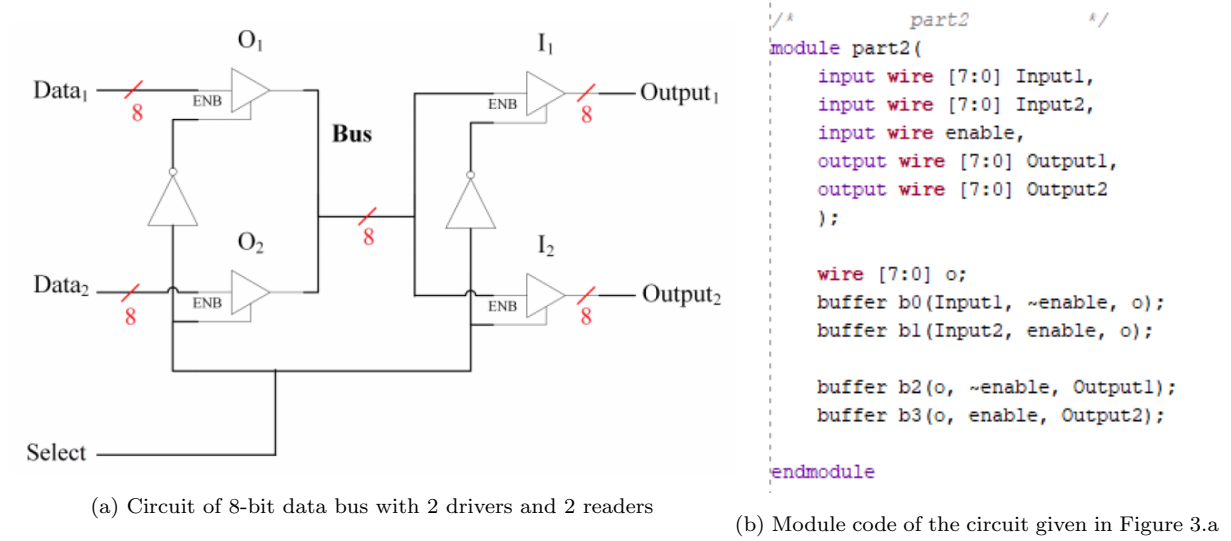 O₁
I₁
Data₁
8
ENB
ENB
8
Output₁
Bus
8
O₂
I₂
Data₂
8
ENB
ENB
8
Output₂
Select
(a) Circuit of 8-bit data bus with 2 drivers and 2 readers
/* part2 */
module part2(
input wire [7:0] Input1,
input wire [7:0] Input2,
input wire enable,
output wire [7:0] Output1,
output wire [7:0] Output2
);
wire [7:0] o;
buffer b0(Input1, ~enable, o);
buffer b1(Input2, enable, o);
buffer b2(o, ~enable, Output1);
buffer b3(o, enable, Output2);
endmodule
(b) Module code of the circuit given in Figure 3.a